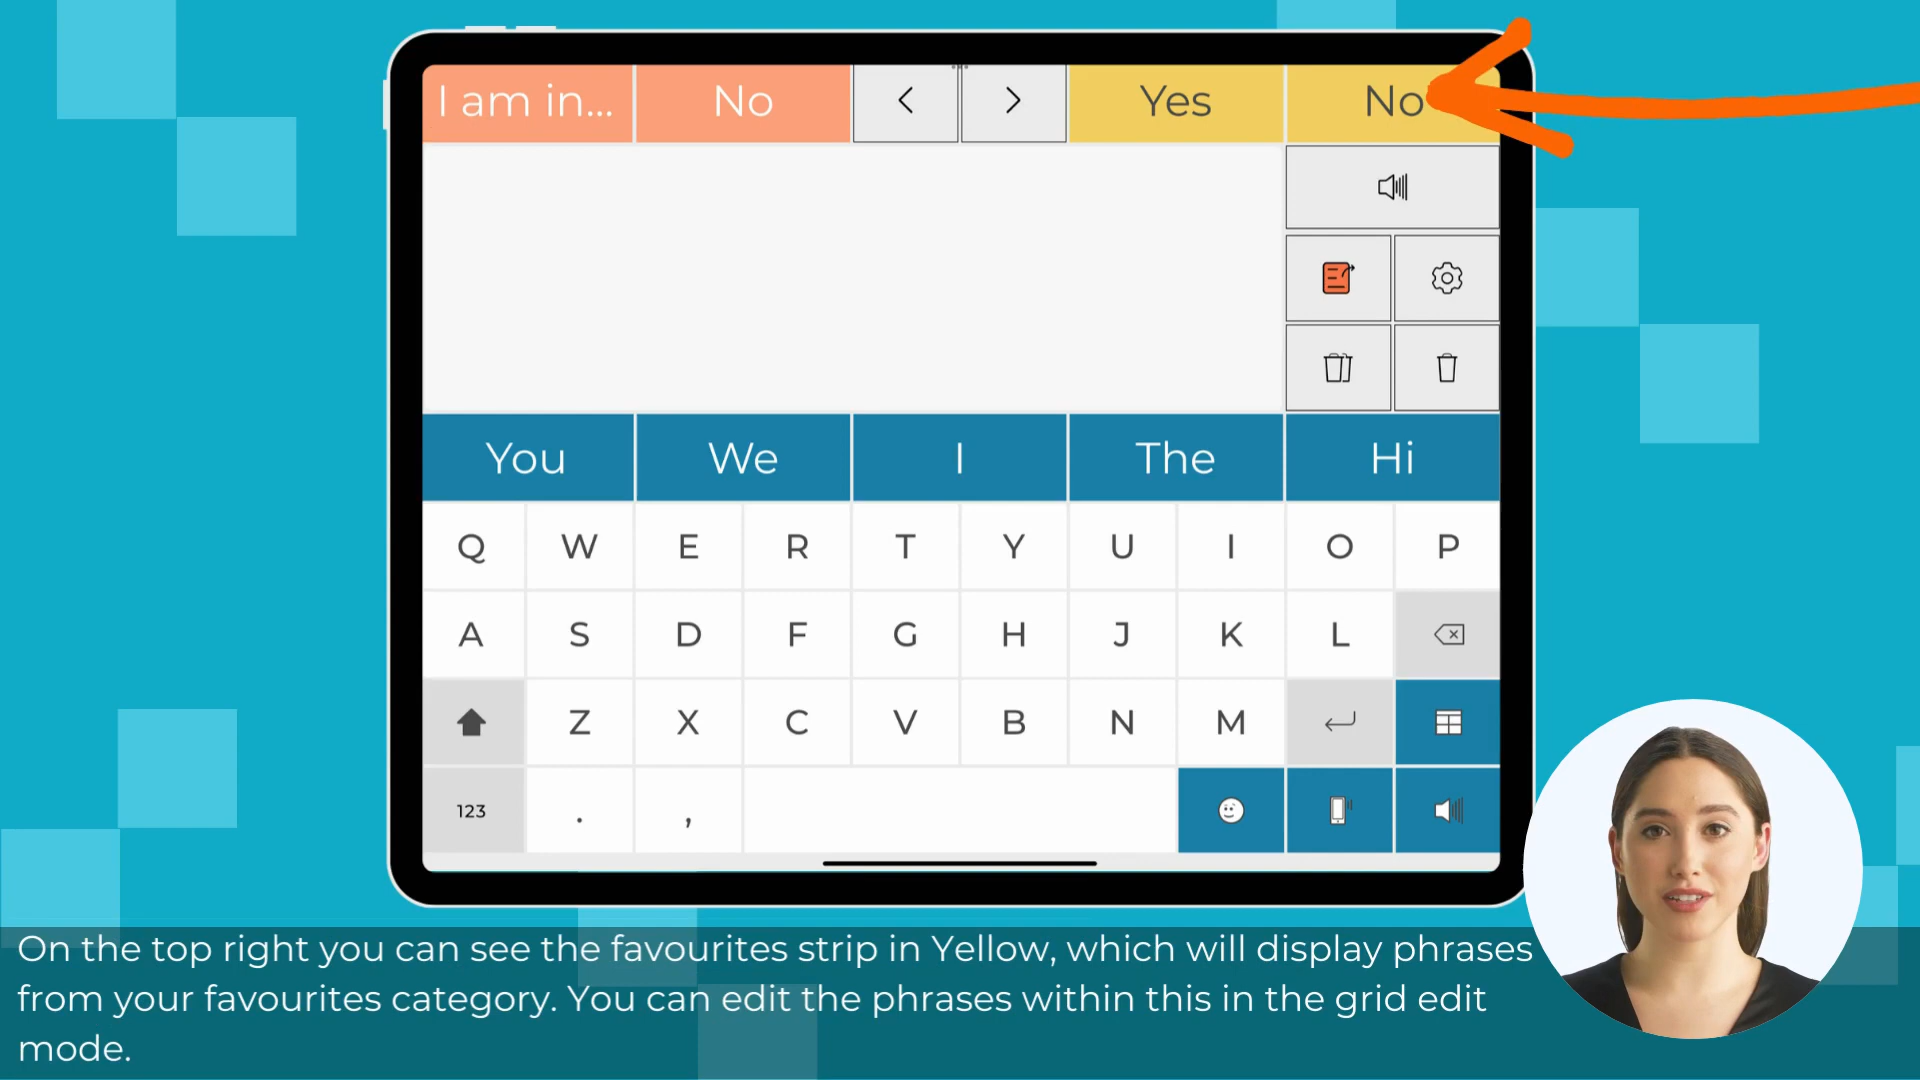 I am in... No Yes No
You We I The Hi
Q W E R T Y U I O P
A S D F G H J K L
Z X C V B N M
123 . ,
On the top right you can see the favourites strip in Yellow, which will display phrases
from your favourites category. You can edit the phrases within this in the grid edit
mode.